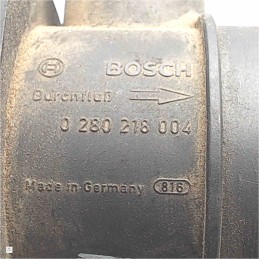 BOSCH
Durchfluß
0 280 218 004
Made in Germany 816